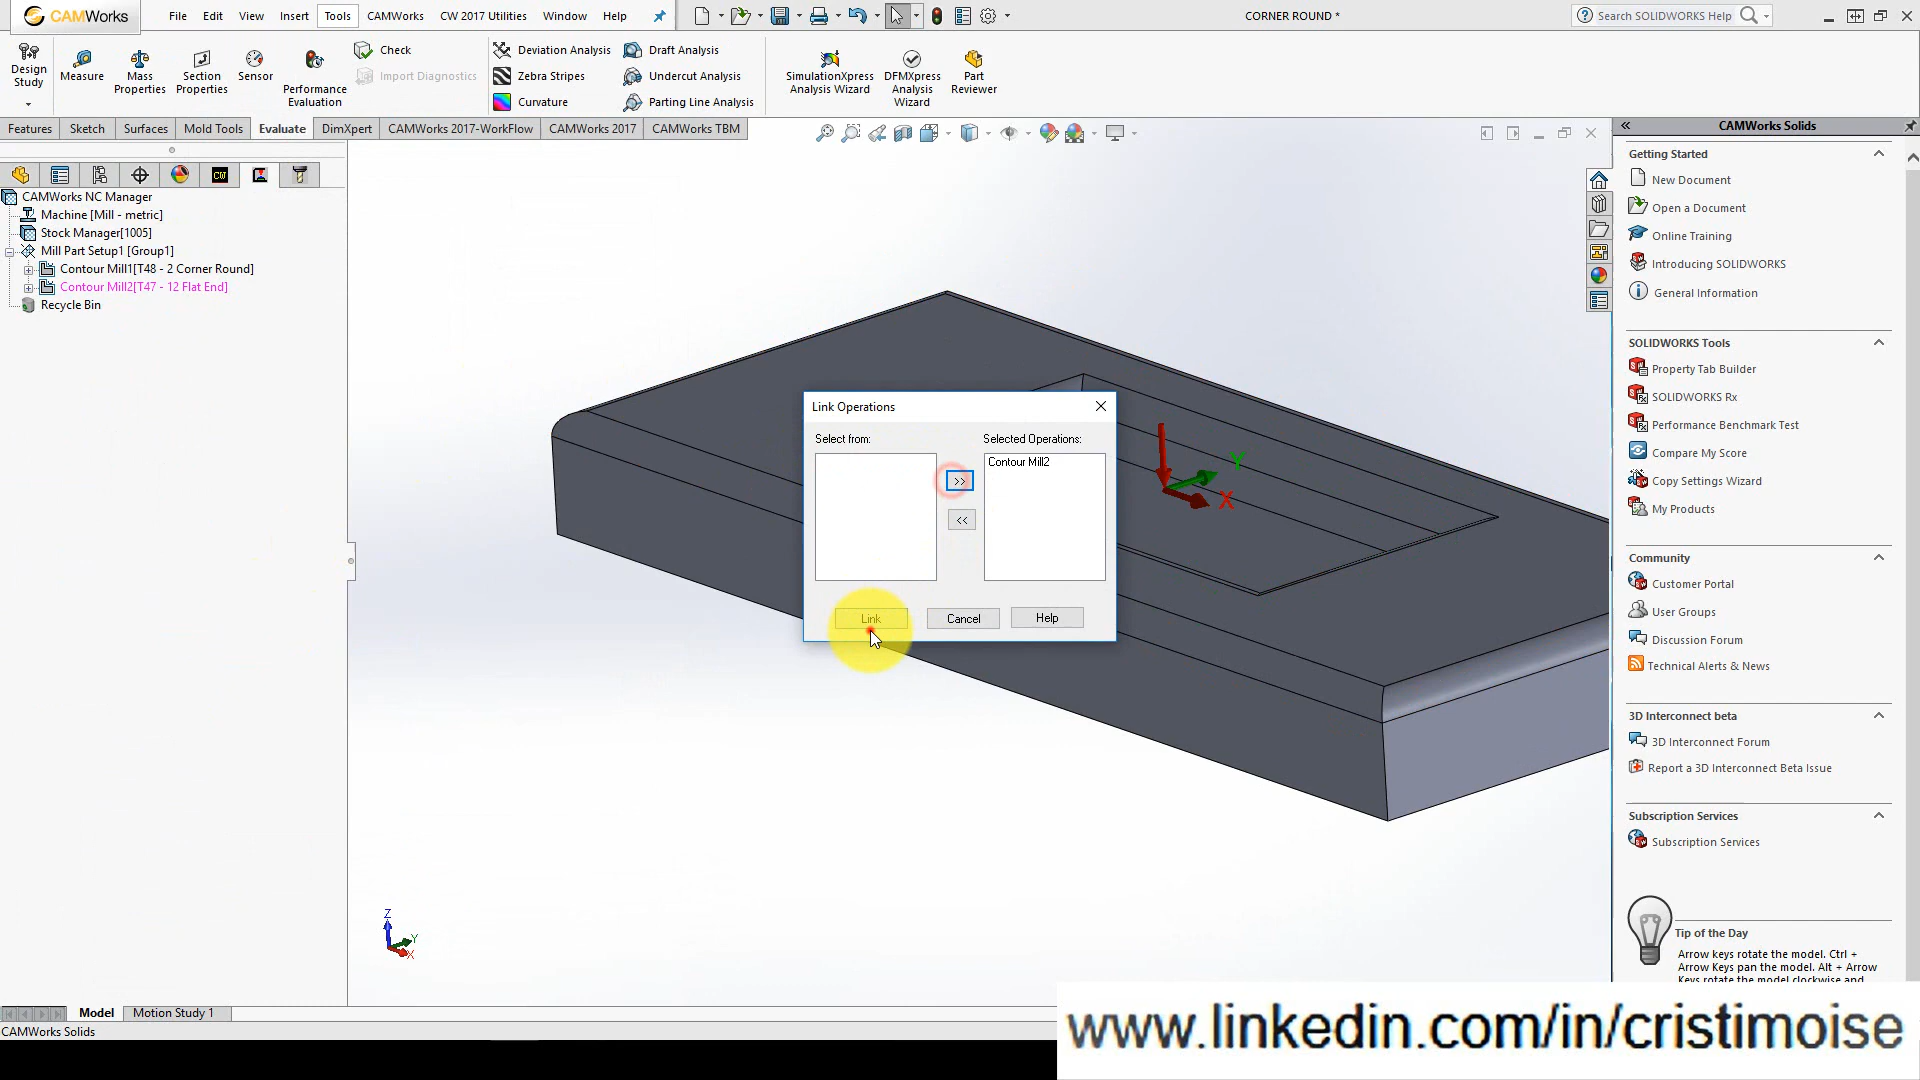 CAMWorks
File Edit View Insert Tools CAMWorks CW 2017 Utilities Window Help
CORNER ROUND *
Search SOLIDWORKS Help
Design Study
Measure
Mass Properties
Section Properties
Sensor
Performance Evaluation
Check
Import Diagnostics
Deviation Analysis
Zebra Stripes
Curvature
Draft Analysis
Undercut Analysis
Parting Line Analysis
SimulationXpress Analysis Wizard
DFMXpress Analysis Wizard
Part Reviewer
Features Sketch Surfaces Mold Tools Evaluate DimXpert CAMWorks 2017-WorkFlow CAMWorks 2017 CAMWorks TBM
CAMWorks NC Manager
Machine [Mill - metric]
Stock Manager[1005]
Mill Part Setup1 [Group1]
Contour Mill1[T48 - 2 Corner Round]
Contour Mill2[T47 - 12 Flat End]
Recycle Bin
Link Operations
Select from:
Selected Operations:
Contour Mill2
>>
<<
Link Cancel Help
Y
X
Z
Y
X
CAMWorks Solids
Getting Started
New Document
Open a Document
Online Training
Introducing SOLIDWORKS
General Information
SOLIDWORKS Tools
Property Tab Builder
SOLIDWORKS Rx
Performance Benchmark Test
Compare My Score
Copy Settings Wizard
My Products
Community
Customer Portal
User Groups
Discussion Forum
Technical Alerts & News
3D Interconnect beta
3D Interconnect Forum
Report a 3D Interconnect Beta Issue
Subscription Services
Subscription Services
Tip of the Day
Arrow keys rotate the model. Ctrl +
Arrow Keys pan the model. Alt + Arrow
Keys rotate the model clockwise and
Model Motion Study 1
CAMWorks Solids
www.linkedin.com/in/cristimoise